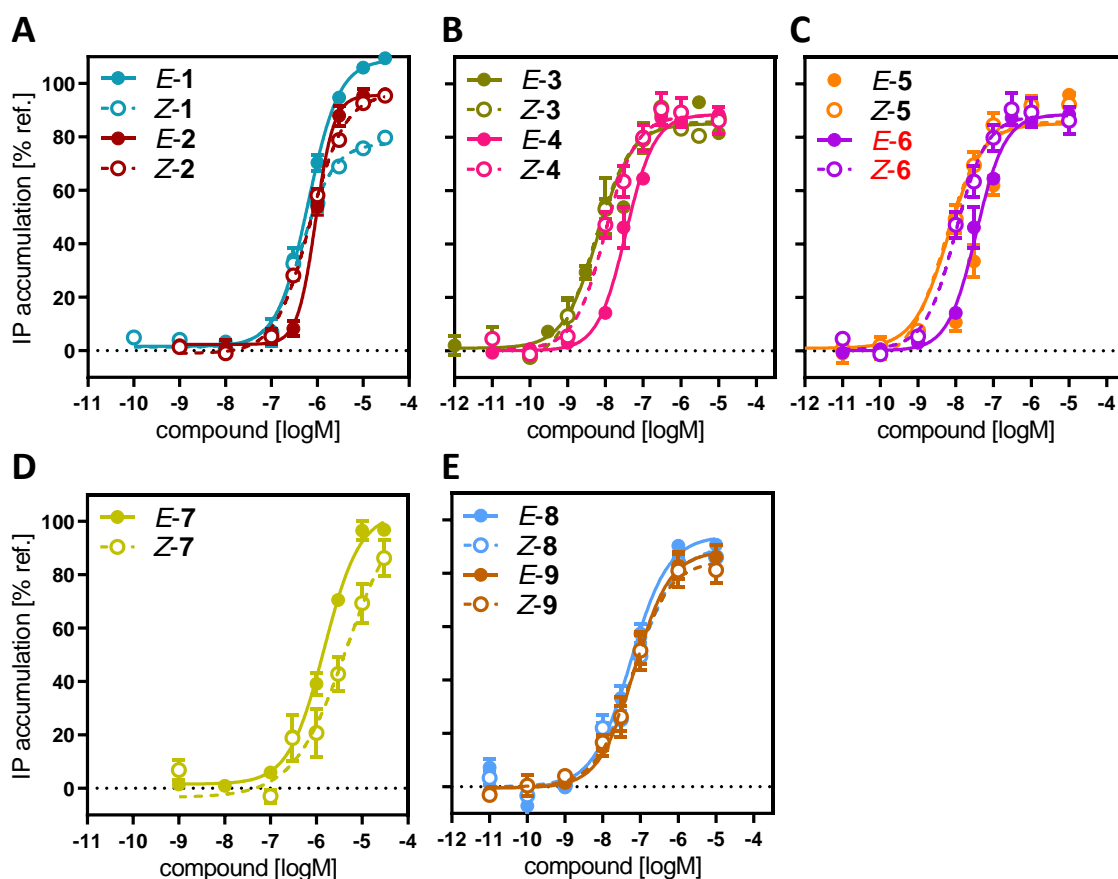 A
B
C
IP accumulation [% ref.]
100
80
60
40
20
0
E-1
Z-1
E-2
Z-2
-11 -10 -9 -8 -7 -6 -5 -4
compound [logM]
E-3
Z-3
E-4
Z-4
-12 -11 -10 -9 -8 -7 -6 -5 -4
compound [logM]
E-5
Z-5
E-6
Z-6
-12 -11 -10 -9 -8 -7 -6 -5 -4
compound [logM]
D
E
IP accumulation [% ref.]
100
80
60
40
20
0
E-7
Z-7
-11 -10 -9 -8 -7 -6 -5 -4
compound [logM]
E-8
Z-8
E-9
Z-9
-12 -11 -10 -9 -8 -7 -6 -5 -4
compound [logM]